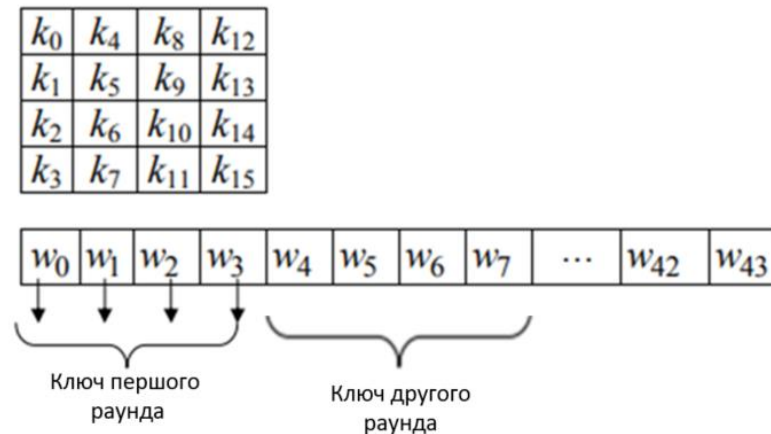 k₀ k₄ k₈ k₁₂
k₁ k₅ k₉ k₁₃
k₂ k₆ k₁₀ k₁₄
k₃ k₇ k₁₁ k₁₅
w₀ w₁ w₂ w₃ w₄ w₅ w₆ w₇ ... w₄₂ w₄₃
Ключ першого
раунда
Ключ другого
раунда